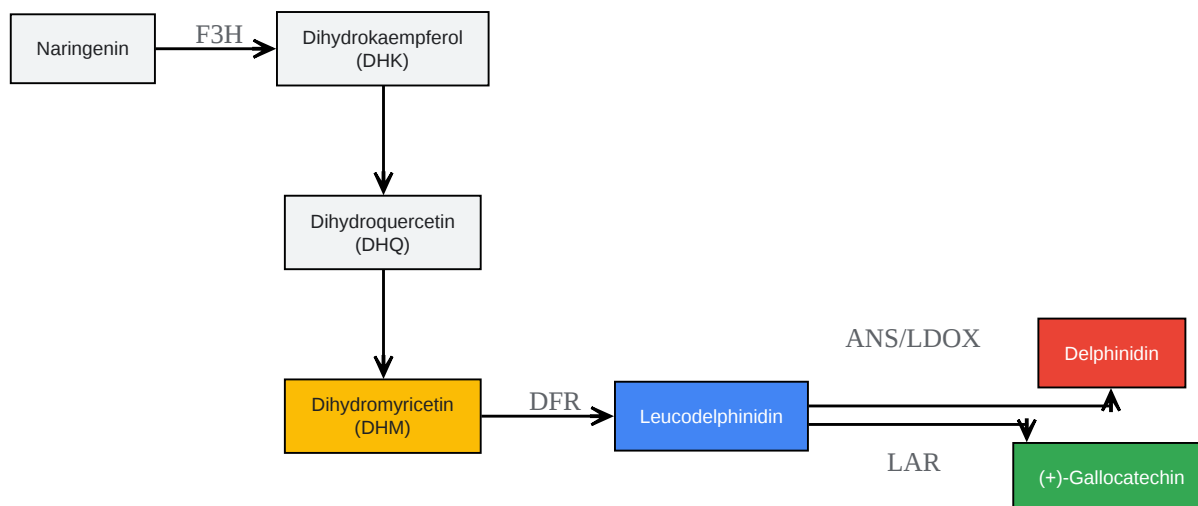 Naringenin
F3H
Dihydrokaempferol
(DHK)
Dihydroquercetin
(DHQ)
ANS/LDOX
Delphinidin
Dihydromyricetin
(DHM)
DFR
Leucodelphinidin
LAR
(+)-Gallocatechin